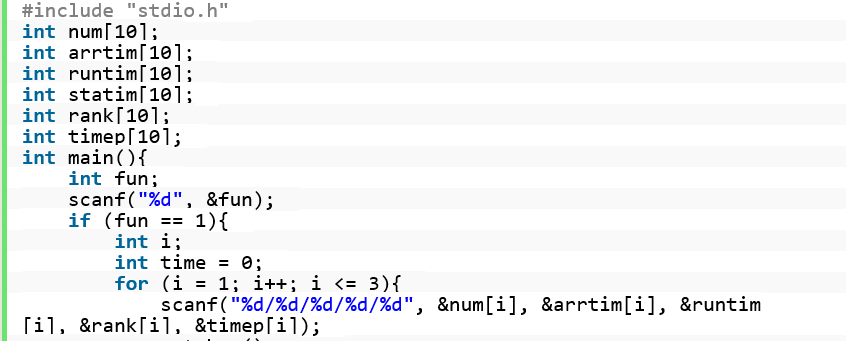 #include "stdio.h"
int num[10];
int arrtim[10];
int runtim[10];
int statim[10];
int rank[10];
int timep[10];
int main(){
    int fun;
    scanf("%d", &fun);
    if (fun == 1){
        int i;
        int time = 0;
        for (i = 1; i++; i <= 3){
            scanf("%d/%d/%d/%d/%d", &num[i], &arrtim[i], &runtim
[i], &rank[i], &timep[i]);